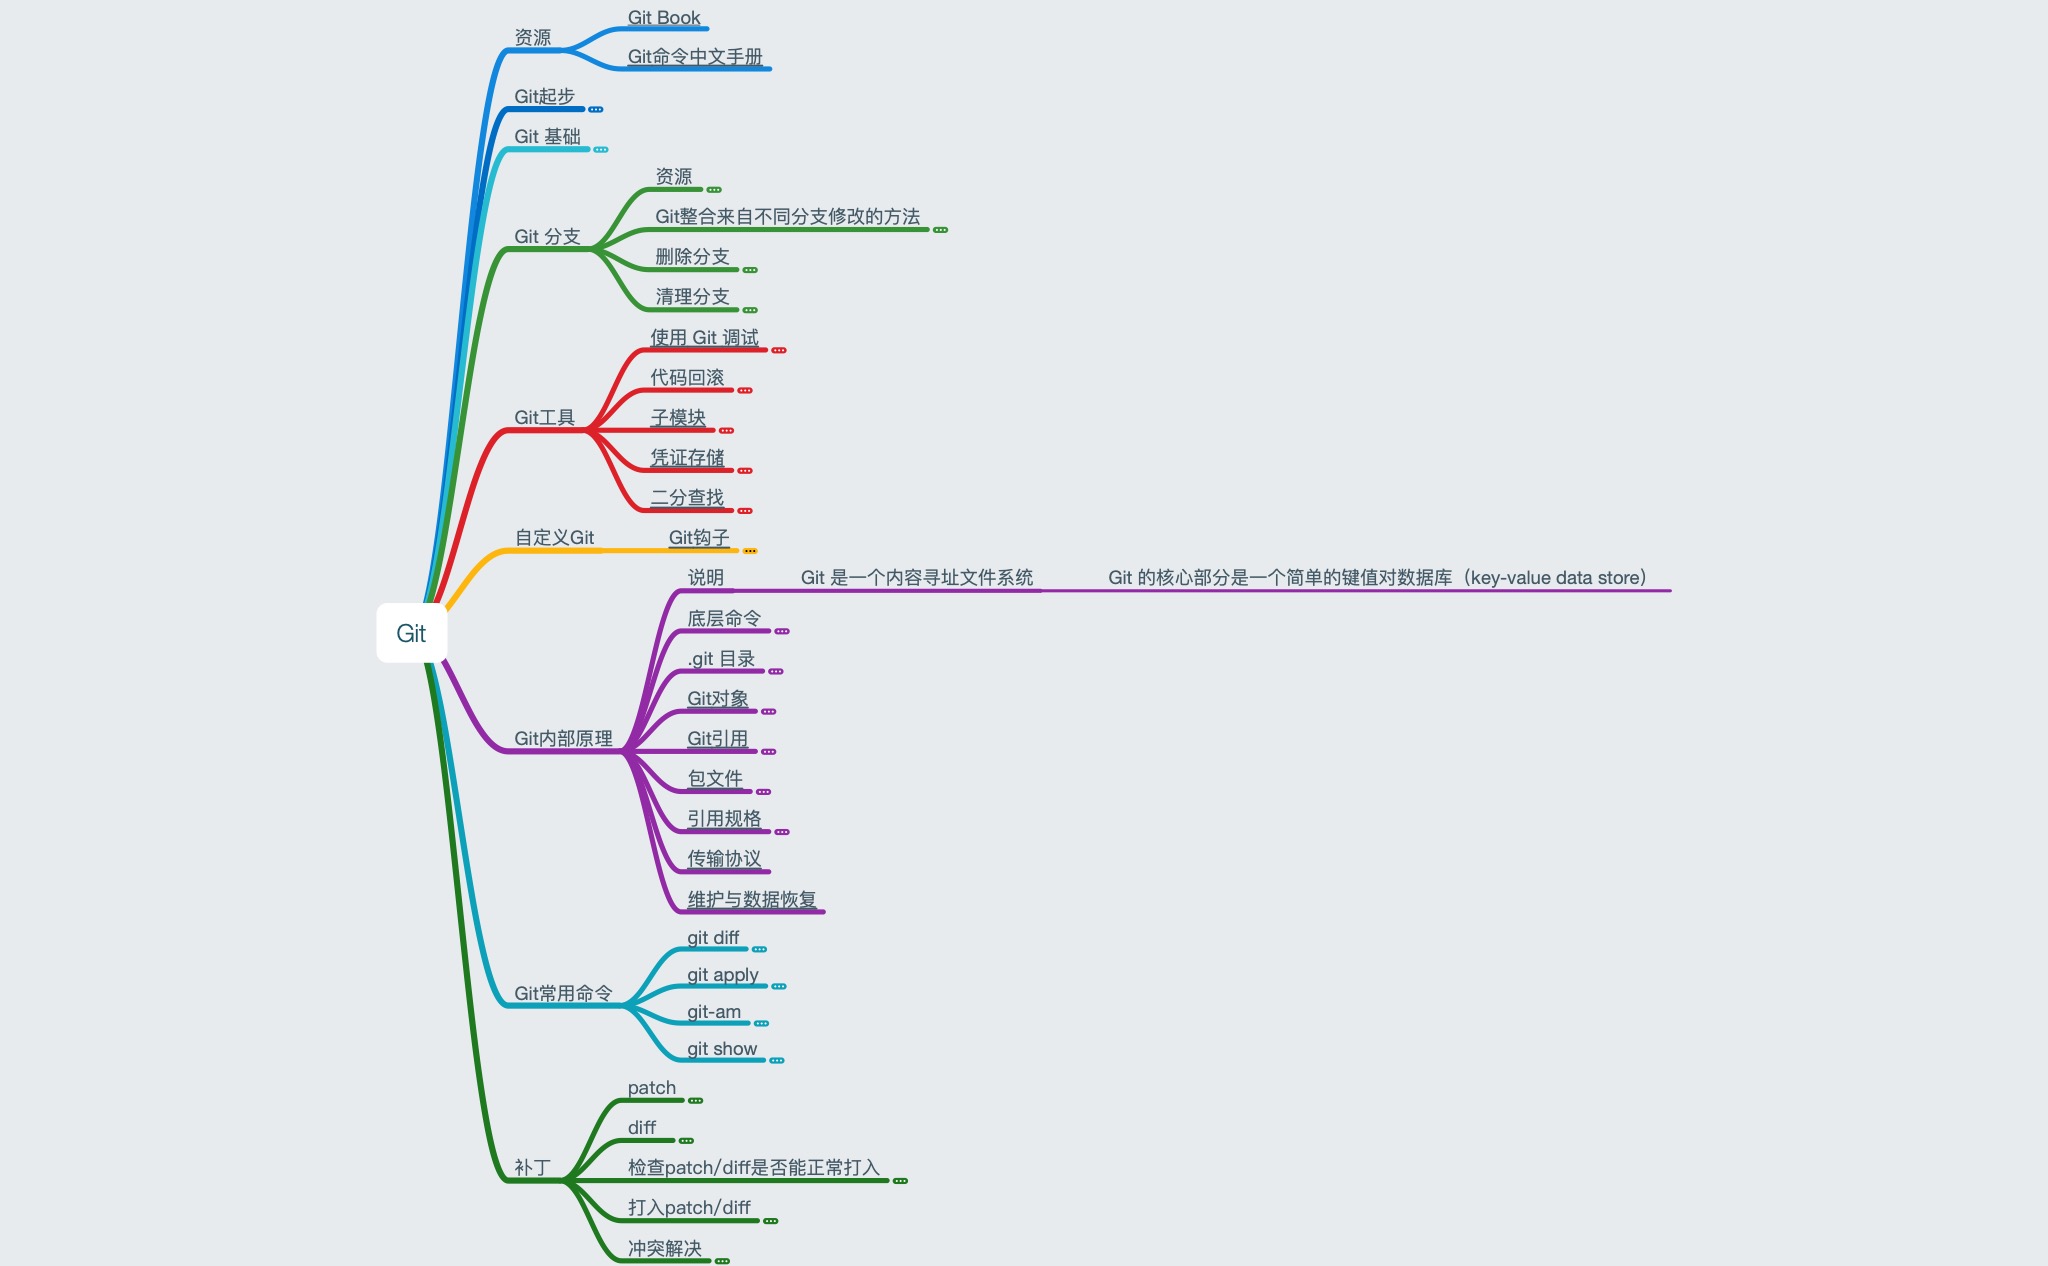 Git
资源
Git Book
Git命令中文手册
Git起步
Git 基础
Git 分支
资源
Git整合来自不同分支修改的方法
删除分支
清理分支
Git工具
使用 Git 调试
代码回滚
子模块
凭证存储
二分查找
自定义Git
Git钩子
Git内部原理
说明
Git 是一个内容寻址文件系统
Git 的核心部分是一个简单的键值对数据库（key-value data store）
底层命令
.git 目录
Git对象
Git引用
包文件
引用规格
传输协议
维护与数据恢复
Git常用命令
git diff
git apply
git-am
git show
补丁
patch
diff
检查patch/diff是否能正常打入
打入patch/diff
冲突解决